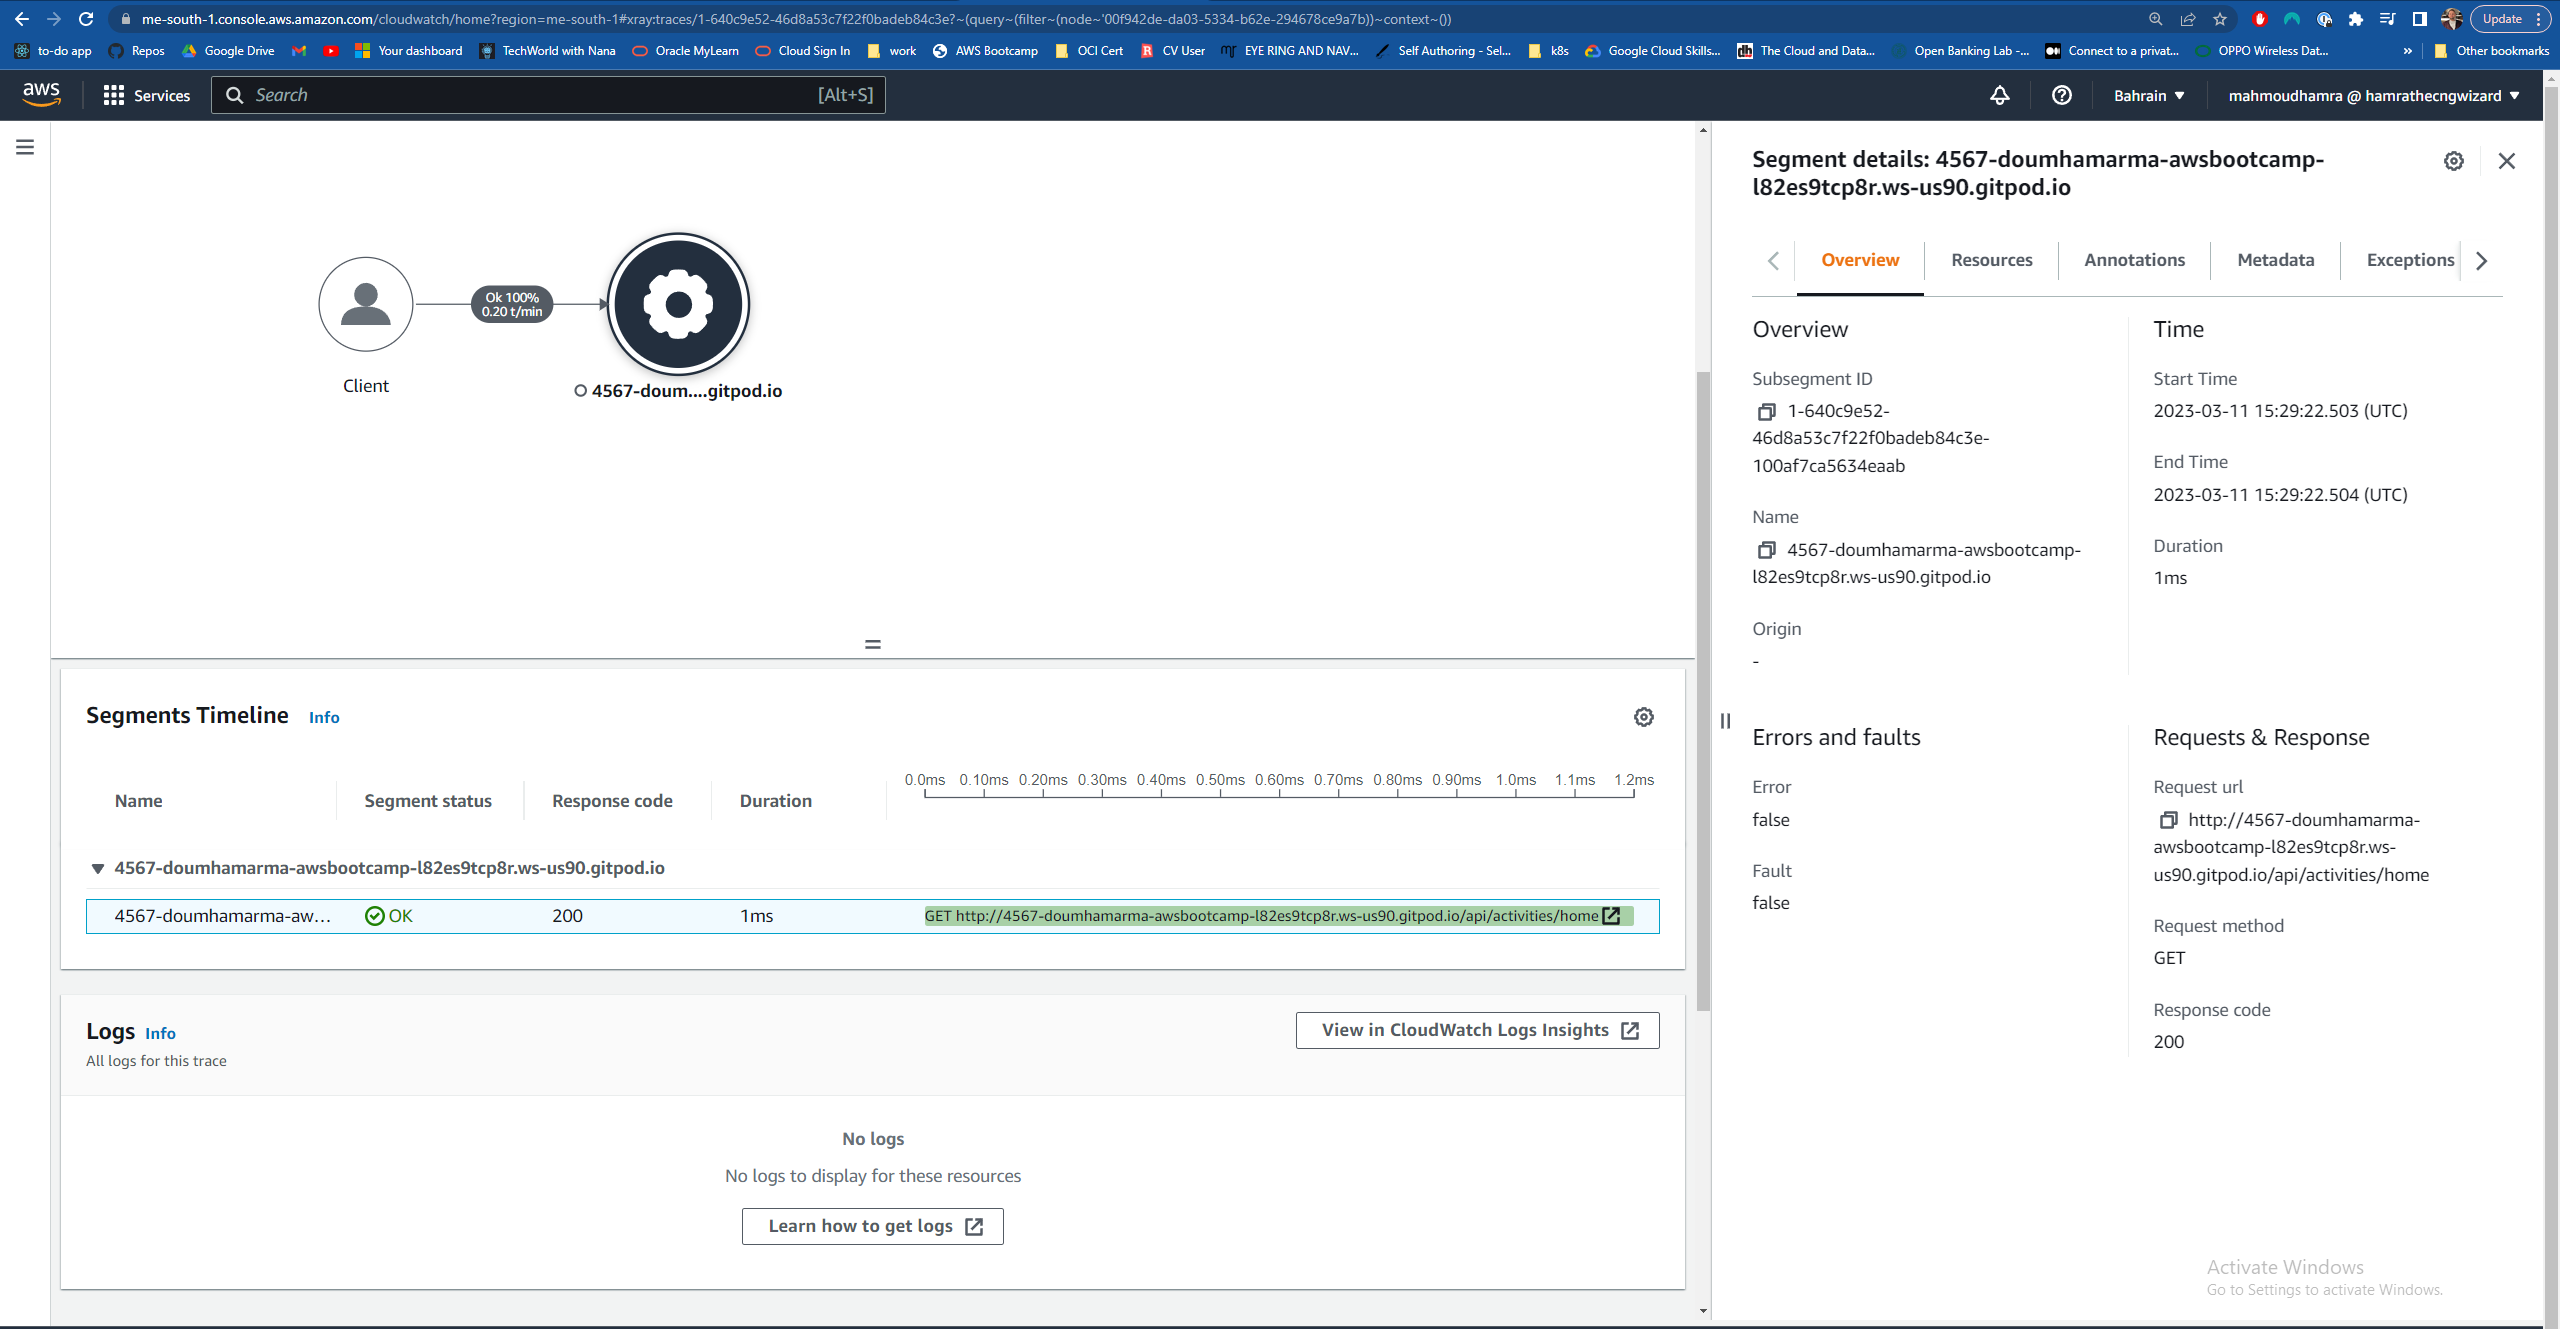 me-south-1.console.aws.amazon.com/cloudwatch/home?region=me-south-1#xray:traces/1-640c9e52-46d8a53c7f22f0badeb84c3e?~(query~(filter~(node~'00f942de-da03-5334-b62e-294678ce9a7b))~context~())
Update
to-do app
Repos
Google Drive
Your dashboard
TechWorld with Nana
Oracle MyLearn
Cloud Sign In
work
AWS Bootcamp
OCI Cert
CV User
EYE RING AND NAV...
Self Authoring - Sel...
k8s
Google Cloud Skills...
The Cloud and Data...
Open Banking Lab -...
Connect to a privat...
OPPO Wireless Dat...
»
Other bookmarks
aws
Services
Search
[Alt+S]
Bahrain
mahmoudhamra @ hamrathecngwizard
Ok 100%
0.20 t/min
Client
4567-doum....gitpod.io
Segments Timeline
Info
Name
Segment status
Response code
Duration
0.0ms 0.10ms 0.20ms 0.30ms 0.40ms 0.50ms 0.60ms 0.70ms 0.80ms 0.90ms 1.0ms 1.1ms 1.2ms
4567-doumhamarma-awsbootcamp-l82es9tcp8r.ws-us90.gitpod.io
4567-doumhamarma-aw...
OK
200
1ms
GET http://4567-doumhamarma-awsbootcamp-l82es9tcp8r.ws-us90.gitpod.io/api/activities/home
Logs
Info
All logs for this trace
View in CloudWatch Logs Insights
No logs
No logs to display for these resources
Learn how to get logs
Segment details: 4567-doumhamarma-awsbootcamp-
l82es9tcp8r.ws-us90.gitpod.io
Overview
Resources
Annotations
Metadata
Exceptions
Overview
Subsegment ID
1-640c9e52-
46d8a53c7f22f0badeb84c3e-
100af7ca5634eaab
Name
4567-doumhamarma-awsbootcamp-
l82es9tcp8r.ws-us90.gitpod.io
Origin
-
Time
Start Time
2023-03-11 15:29:22.503 (UTC)
End Time
2023-03-11 15:29:22.504 (UTC)
Duration
1ms
Errors and faults
Error
false
Fault
false
Requests & Response
Request url
http://4567-doumhamarma-
awsbootcamp-l82es9tcp8r.ws-
us90.gitpod.io/api/activities/home
Request method
GET
Response code
200
Activate Windows
Go to Settings to activate Windows.